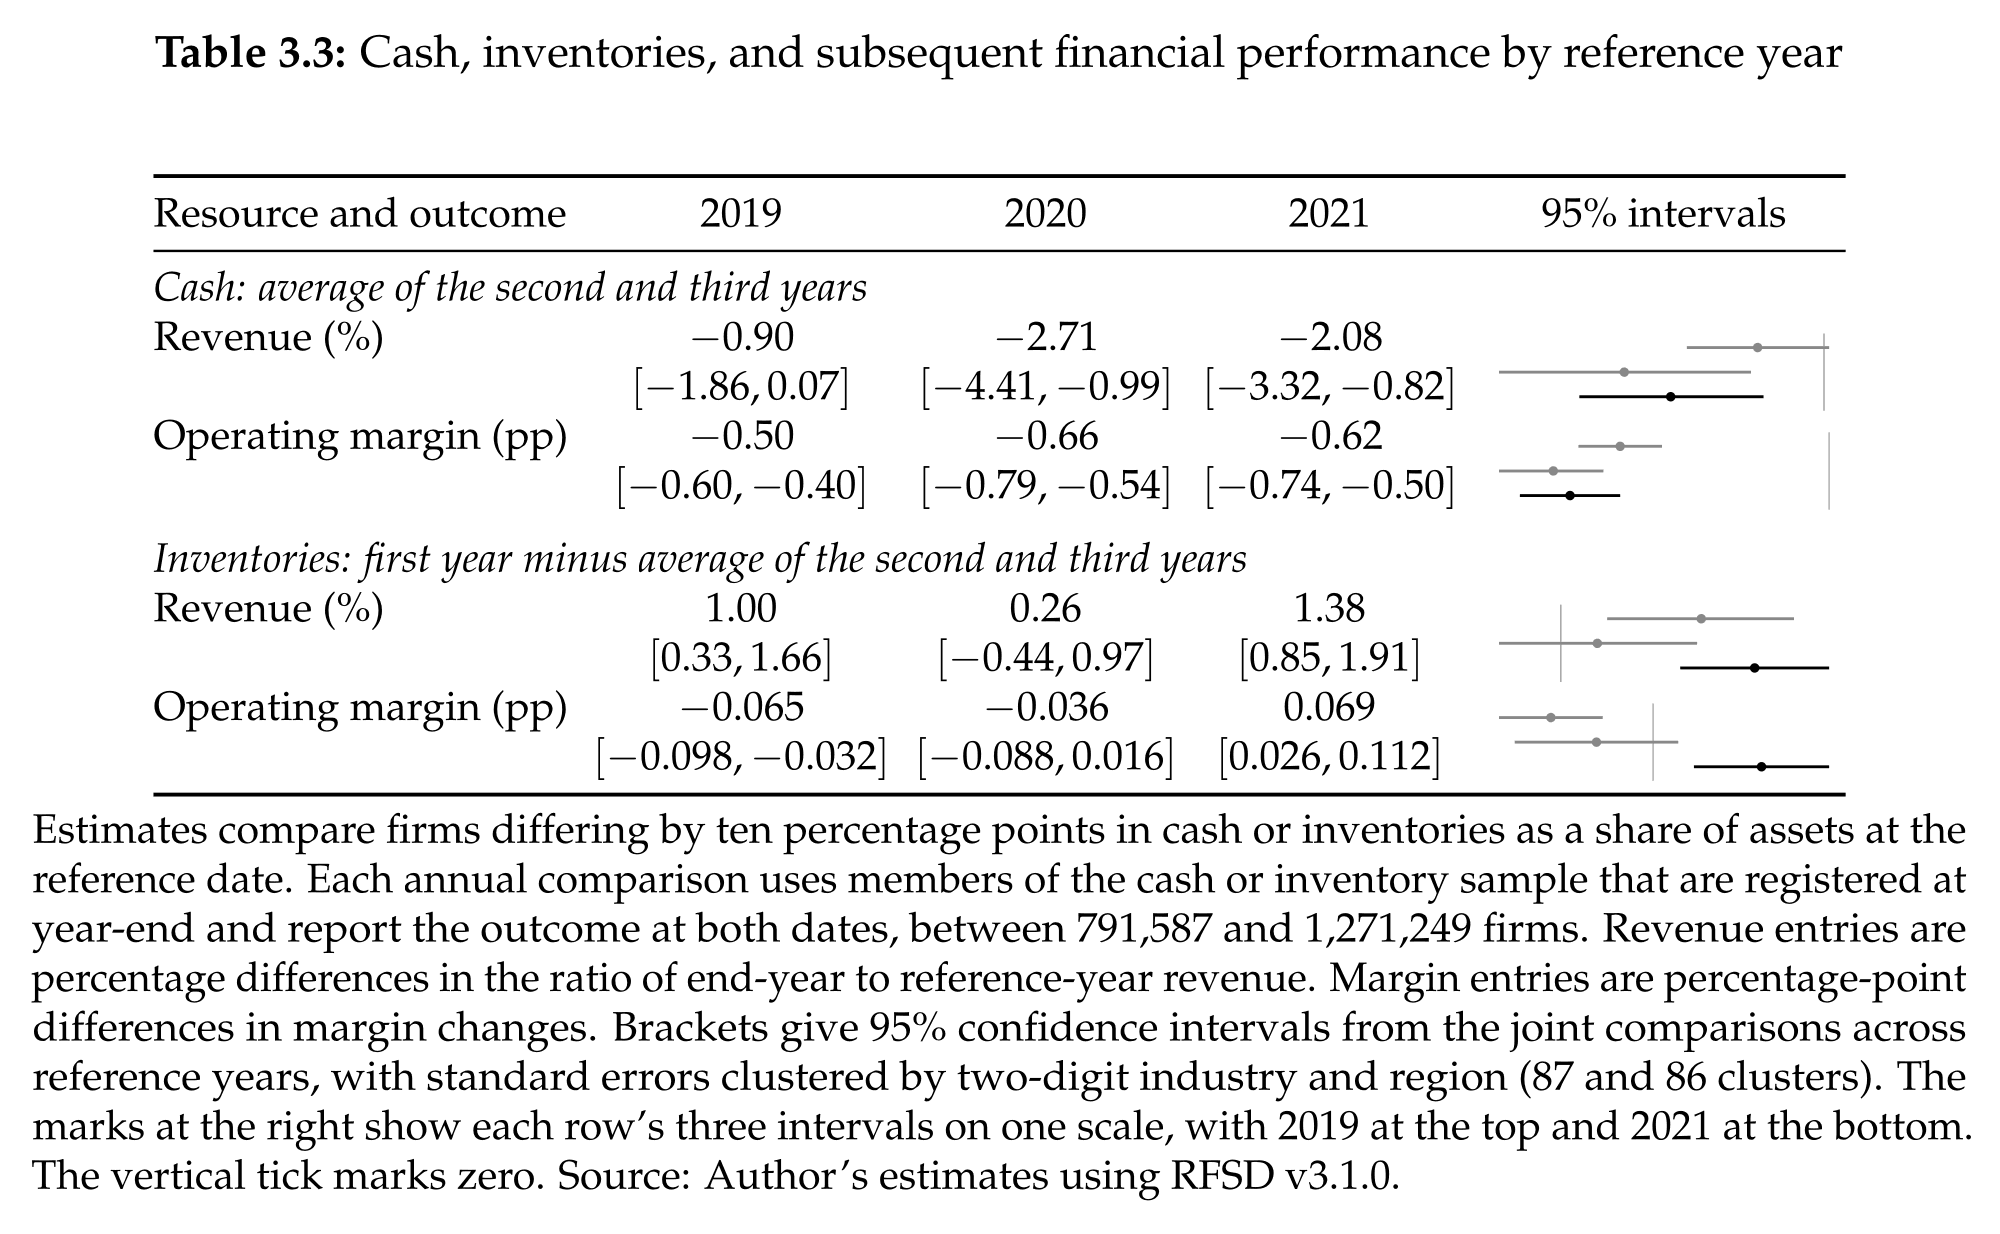 Table 3.3: Cash, inventories, and subsequent financial performance by reference year
Resource and outcome 2019 2020 2021 95% intervals
Cash: average of the second and third years
Revenue (%) −0.90 −2.71 −2.08
[−1.86, 0.07] [−4.41, −0.99] [−3.32, −0.82]
Operating margin (pp) −0.50 −0.66 −0.62
[−0.60, −0.40] [−0.79, −0.54] [−0.74, −0.50]
Inventories: first year minus average of the second and third years
Revenue (%) 1.00 0.26 1.38
[0.33, 1.66] [−0.44, 0.97] [0.85, 1.91]
Operating margin (pp) −0.065 −0.036 0.069
[−0.098, −0.032] [−0.088, 0.016] [0.026, 0.112]
Estimates compare firms differing by ten percentage points in cash or inventories as a share of assets at the
reference date. Each annual comparison uses members of the cash or inventory sample that are registered at
year-end and report the outcome at both dates, between 791,587 and 1,271,249 firms. Revenue entries are
percentage differences in the ratio of end-year to reference-year revenue. Margin entries are percentage-point
differences in margin changes. Brackets give 95% confidence intervals from the joint comparisons across
reference years, with standard errors clustered by two-digit industry and region (87 and 86 clusters). The
marks at the right show each row’s three intervals on one scale, with 2019 at the top and 2021 at the bottom.
The vertical tick marks zero. Source: Author’s estimates using RFSD v3.1.0.